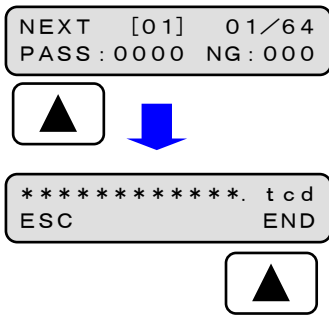 NEXT [01] 01／64
PASS:0000 NG:000
************. tcd
ESC END